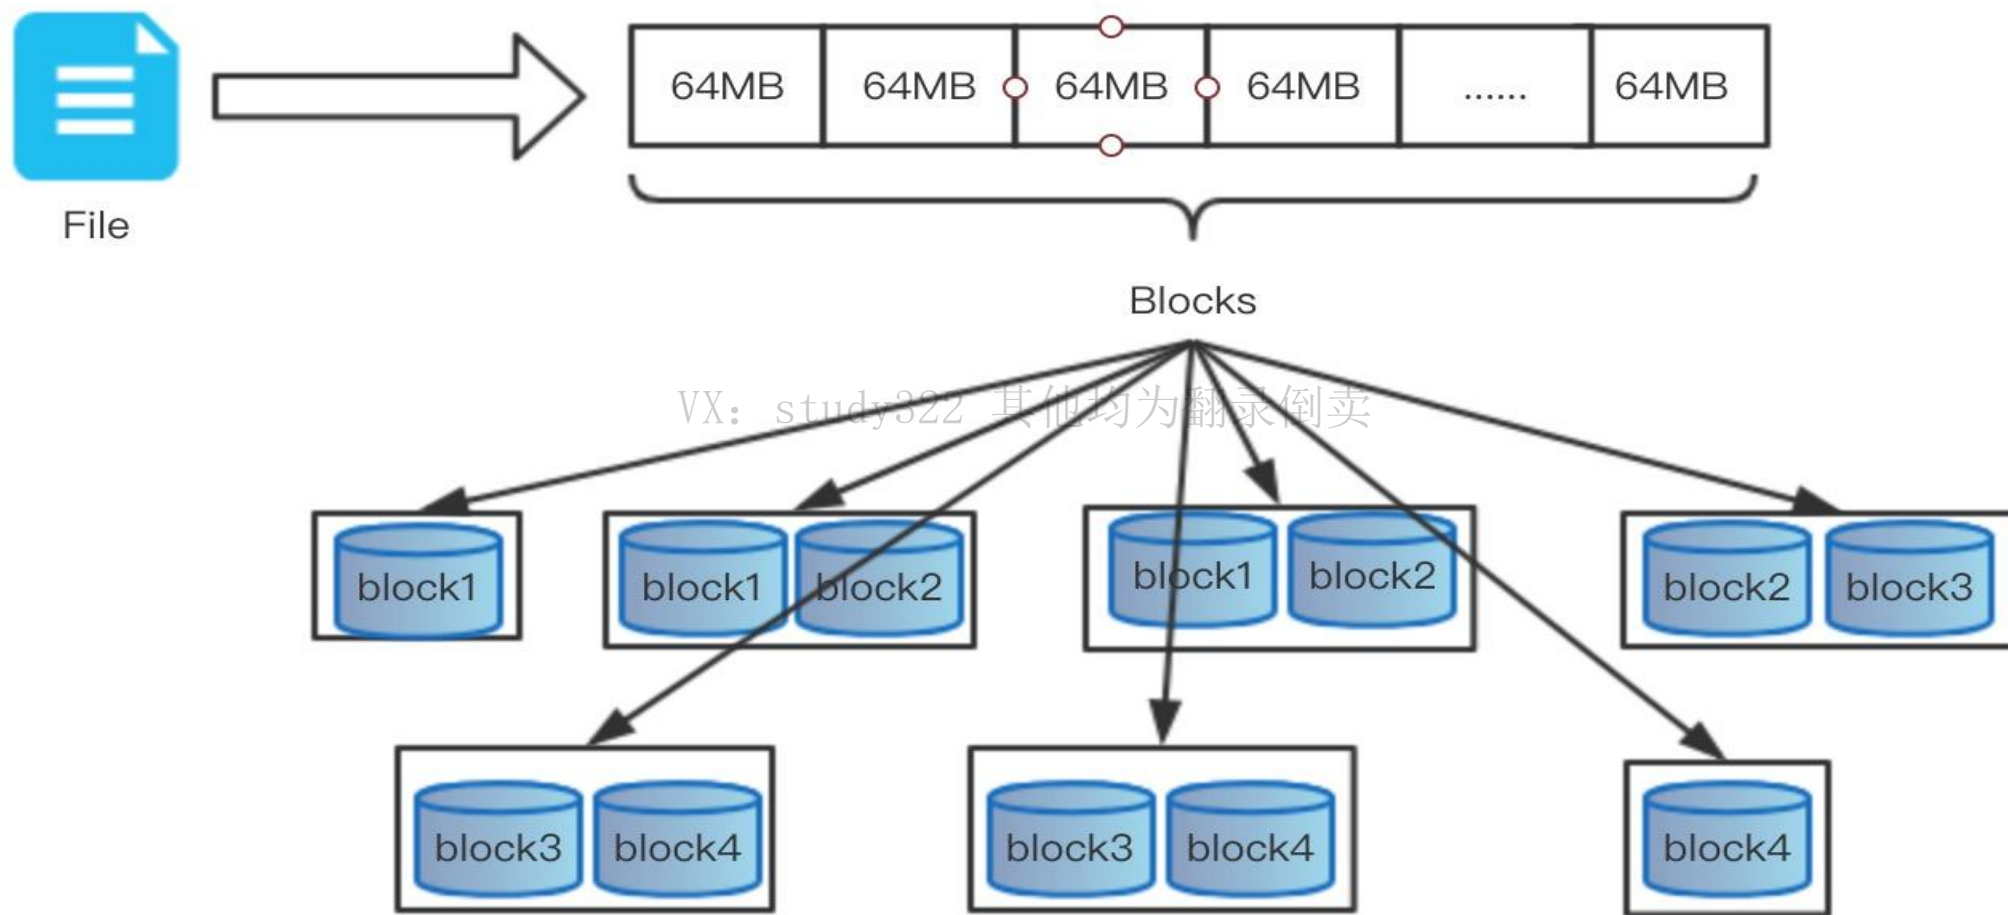 64MB 64MB 64MB 64MB ...... 64MB
File
Blocks
VX: study322 其他均为翻录倒卖
block1 block1 block2 block1 block2 block2 block3
block3 block4 block3 block4 block4